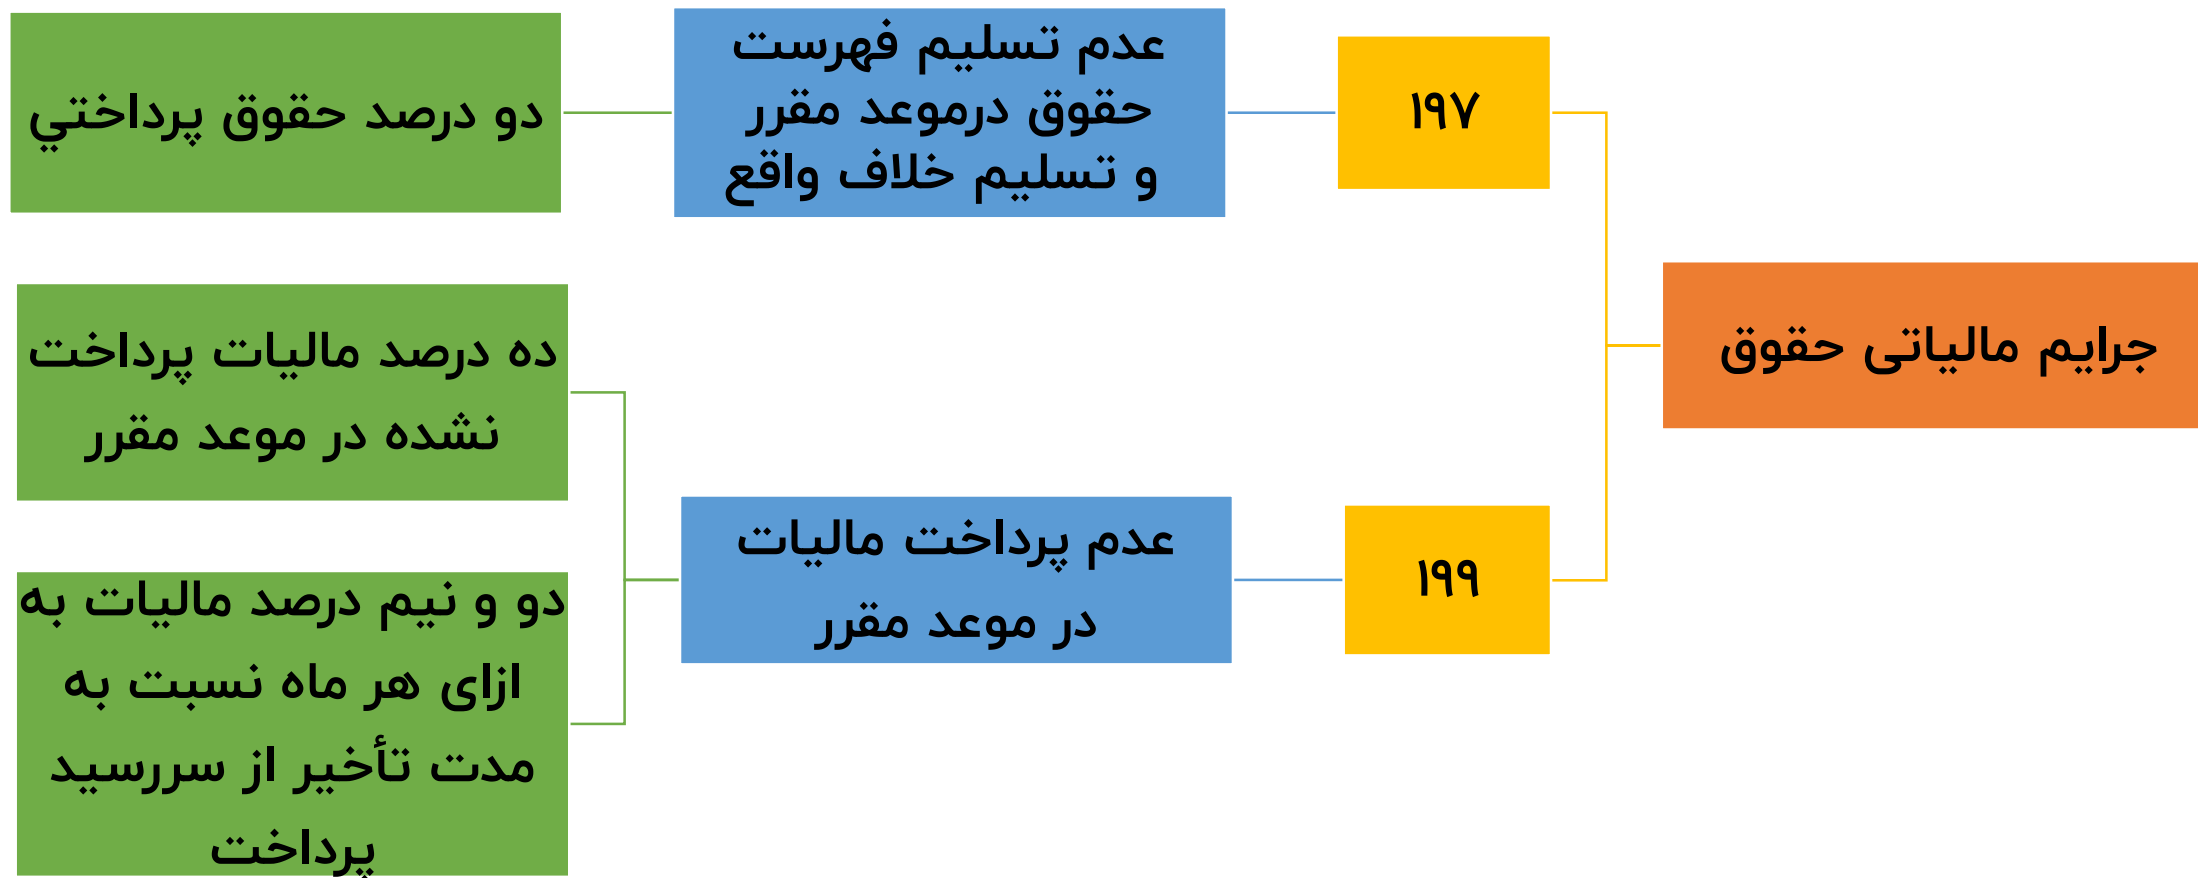 جرایم مالیاتی حقوق
۱۹۷
عدم تسلیم فهرست
حقوق درموعد مقرر
و تسلیم خلاف واقع
دو درصد حقوق پرداختي
۱۹۹
عدم پرداخت مالیات
در موعد مقرر
ده درصد مالیات پرداخت
نشده در موعد مقرر
دو و نیم درصد مالیات به
ازای هر ماه نسبت به
مدت تأخیر از سررسید
پرداخت